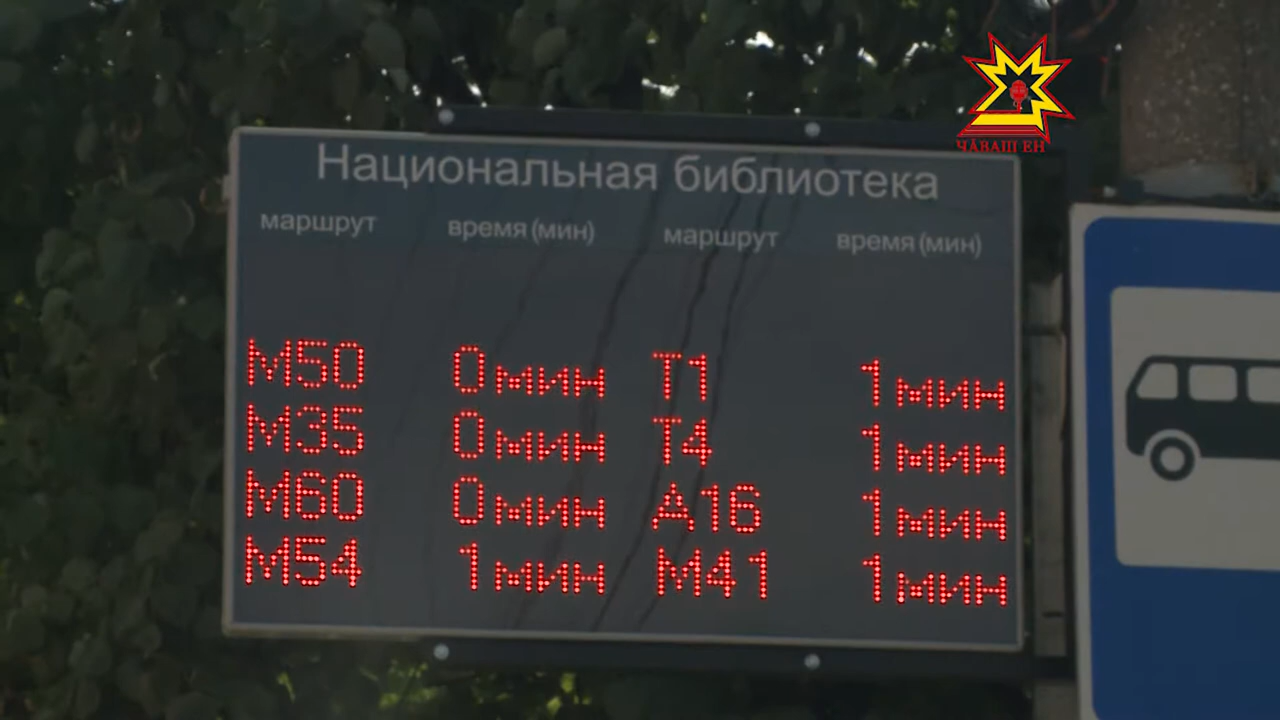 ЧӐВАШ ЕН
Национальная библиотека
маршрут время (мин) маршрут время (мин)
М50 0мин Т1 1мин
М35 0мин Т4 1мин
М60 0мин А16 1мин
М54 1мин М41 1мин